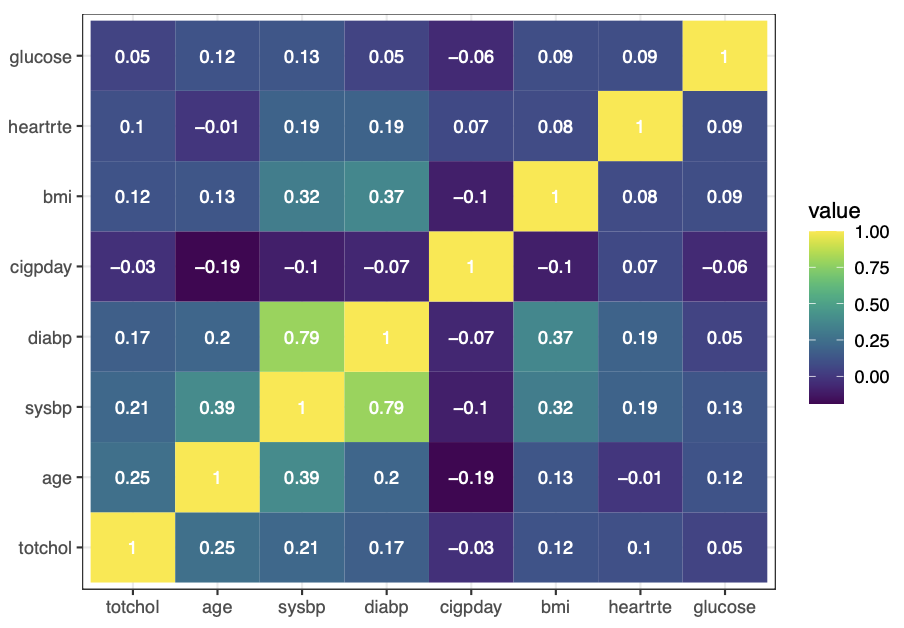 glucose 0.05 0.12 0.13 0.05 −0.06 0.09 0.09 1
heartrte 0.1 −0.01 0.19 0.19 0.07 0.08 1 0.09
bmi 0.12 0.13 0.32 0.37 −0.1 1 0.08 0.09
cigpday −0.03 −0.19 −0.1 −0.07 1 −0.1 0.07 −0.06
diabp 0.17 0.2 0.79 1 −0.07 0.37 0.19 0.05
sysbp 0.21 0.39 1 0.79 −0.1 0.32 0.19 0.13
age 0.25 1 0.39 0.2 −0.19 0.13 −0.01 0.12
totchol 1 0.25 0.21 0.17 −0.03 0.12 0.1 0.05
totchol age sysbp diabp cigpday bmi heartrte glucose
value
1.00
0.75
0.50
0.25
0.00